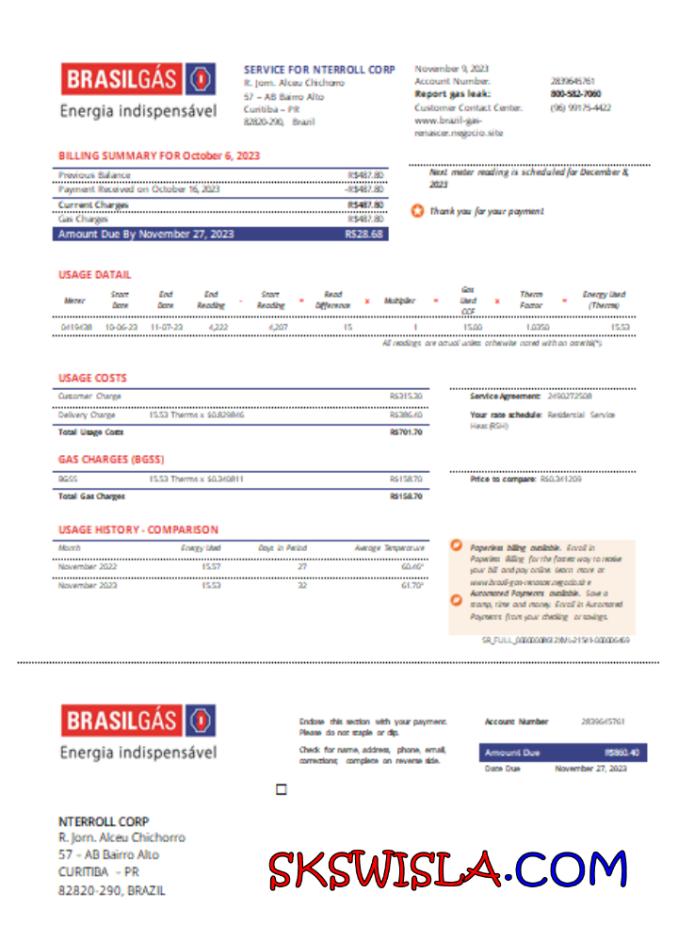 BRASILGÁS
Energia indispensável
SERVICE FOR NTERROLL CORP
R. Jorn. Alceu Chichorro
57 – AB Bairro Alto
Curitiba – PR
82820-290, Brazil
November 9, 2023
Account Number: 2839645761
Report gas leak: 800-582-7060
Customer Contact Center: (96) 99175-4422
www.brazil-gas-
renascer.negocio.site
BILLING SUMMARY FOR October 6, 2023
Previous Balance R$487.80
Payment Received on October 16, 2023 -R$487.80
Current Charges R$487.80
Gas Charges R$487.80
Amount Due By November 27, 2023 R$28.68
Next meter reading is scheduled for December 8,
2023
Thank you for your payment
USAGE DATAIL
Meter Start Date End Date End Reading - Start Reading = Read Difference x Multiplier = Gas Used CCF x Therm Factor = Energy Used (Therms)
0419438 10-06-23 11-07-23 4,222 4,207 15 1 15.00 1.0350 15.53
All readings are actual unless otherwise noted with an asterisk(*)
USAGE COSTS
Customer Charge R$315.30
Delivery Charge 15.53 Therms x $0.829846 R$386.40
Total Usage Costs R$701.70
Service Agreement: 2490272508
Your rate schedule: Residential Service
Heat(RSH)
GAS CHARGES (BGSS)
BGSS 15.53 Therms x $0.340811 R$158.70
Total Gas Charges R$158.70
Price to compare: R$0.341209
USAGE HISTORY - COMPARISON
Month Energy Used Days in Period Average Temperature
November 2022 15.57 27 60.46°
November 2023 15.53 32 61.70°
Paperless billing available. Enroll in
Paperless Billing for the fastest way to receive
your bill and pay online. Learn more at
Automated Payments available. Save a
stamp, time and money. Enroll in Automated
Payments from your checking or savings.
BRASILGÁS
Energia indispensável
Enclose this section with your payment.
Please do not staple or clip.
Check for name, address, phone, email,
corrections; complete on reverse side.
Account Number 2839645761
Amount Due R$860.40
Date Due November 27, 2023
NTERROLL CORP
R. Jorn. Alceu Chichorro
57 – AB Bairro Alto
CURITIBA – PR
82820-290, BRAZIL
SKSWISLA.COM